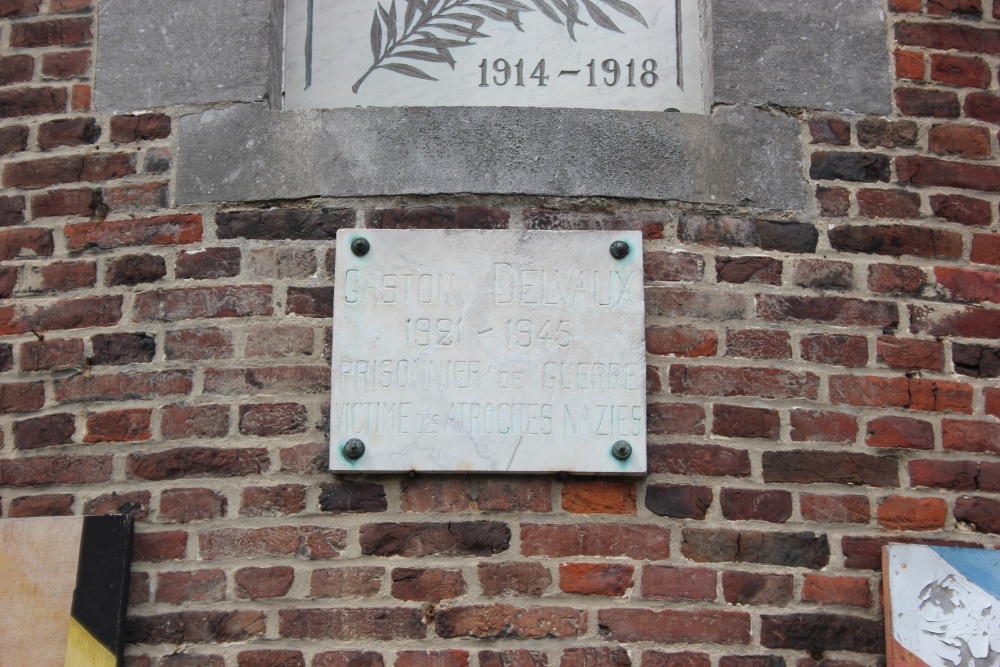 1914-1918
GASTON DELVAUX
1921-1945
PRISONNIER DE GUERRE
VICTIME DES ATROCITES NAZIES